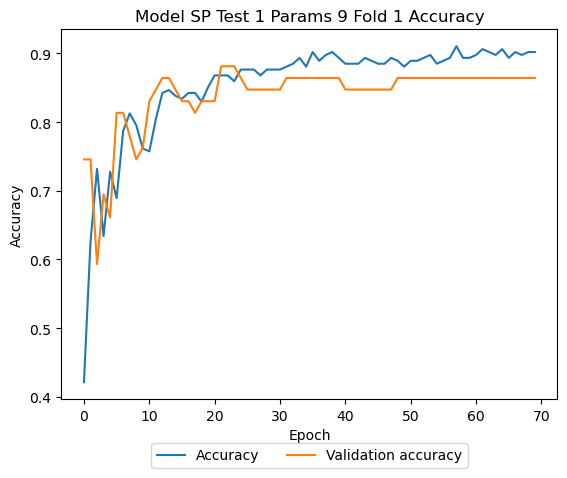 Model SP Test 1 Params 9 Fold 1 Accuracy
0.9
0.8
0.7
0.6
0.5
0.4
Accuracy
0 10 20 30 40 50 60 70
Epoch
Accuracy Validation accuracy